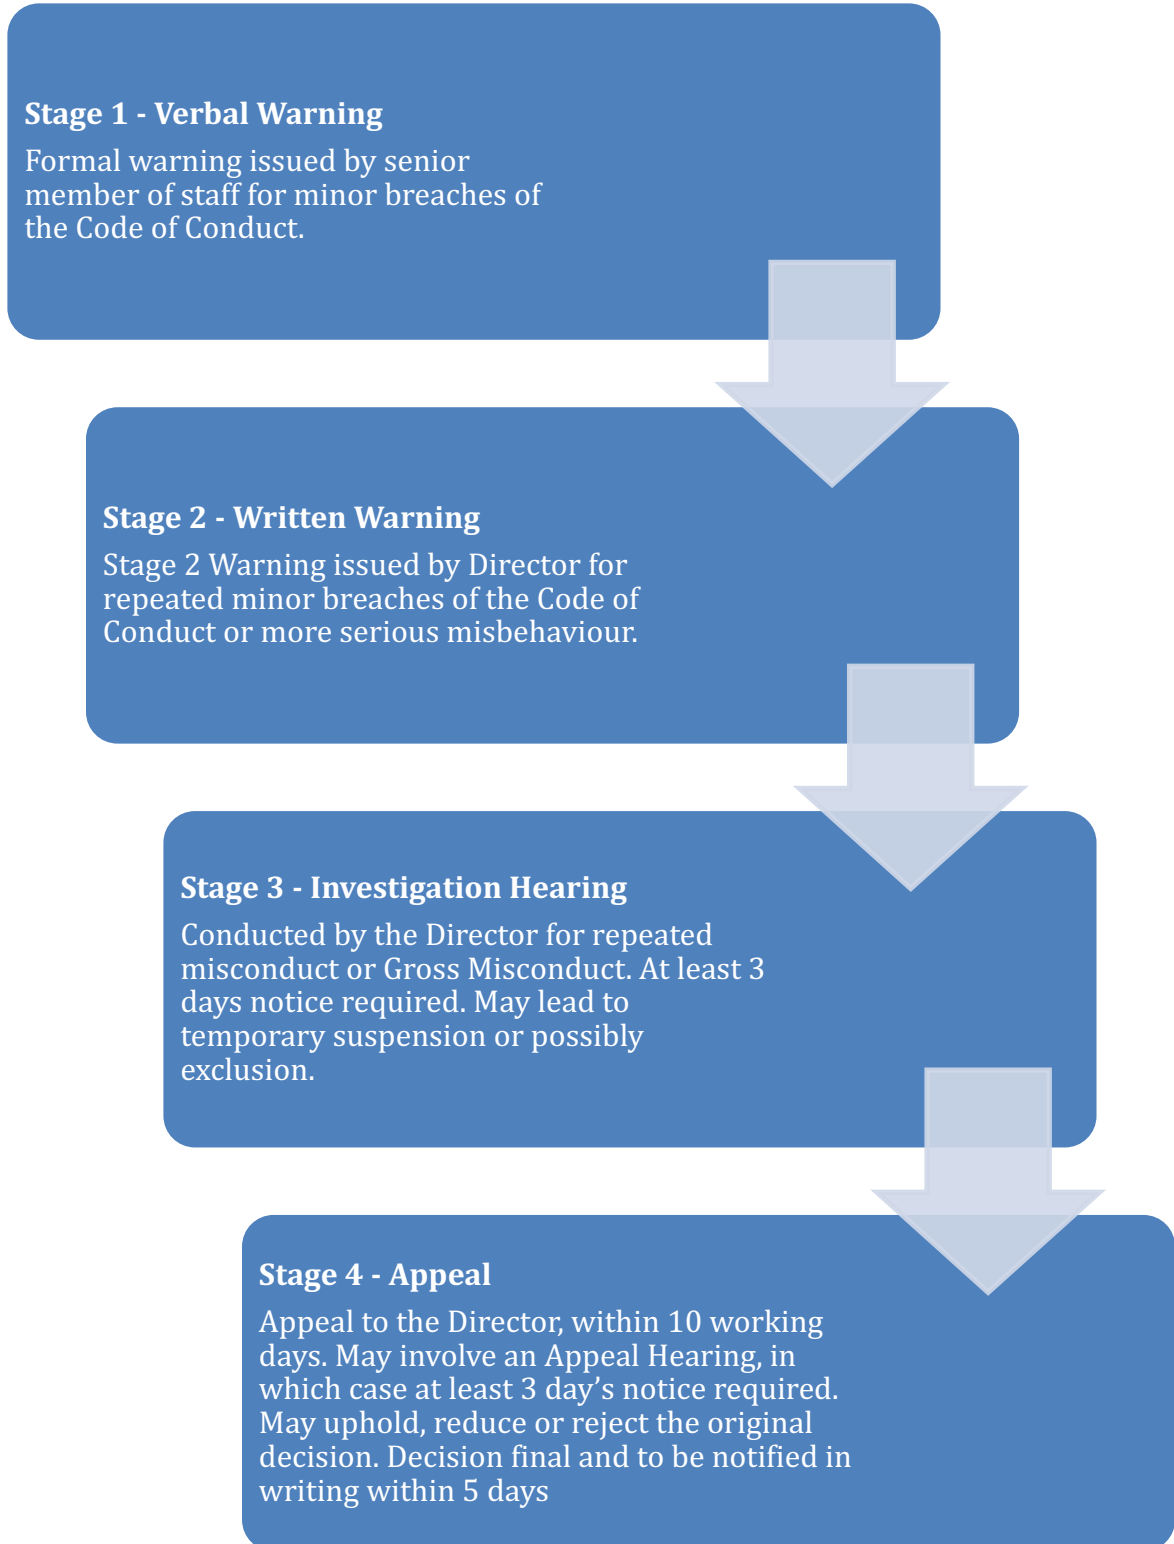 Stage 1 - Verbal Warning
Formal warning issued by senior
member of staff for minor breaches of
the Code of Conduct.
Stage 2 - Written Warning
Stage 2 Warning issued by Director for
repeated minor breaches of the Code of
Conduct or more serious misbehaviour.
Stage 3 - Investigation Hearing
Conducted by the Director for repeated
misconduct or Gross Misconduct. At least 3
days notice required. May lead to
temporary suspension or possibly
exclusion.
Stage 4 - Appeal
Appeal to the Director, within 10 working
days. May involve an Appeal Hearing, in
which case at least 3 day’s notice required.
May uphold, reduce or reject the original
decision. Decision final and to be notified in
writing within 5 days